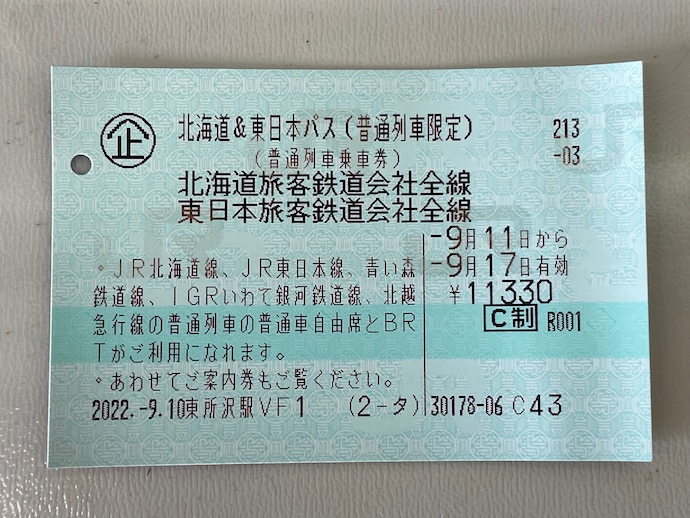 企
北海道&東日本パス(普通列車限定) 213
(普通列車乗車券) -03
北海道旅客鉄道会社全線
東日本旅客鉄道会社全線
-9月11日から
。JR北海道線、JR東日本線、青い森 -9月17日有効
鉄道線、IGRいわて銀河鉄道線、北越 ¥11330
急行線の普通列車の普通車自由席とBR C制 R001
Tがご利用になれます。
。あわせてご案内券もご覧ください。
2022.-9.10東所沢駅VF1 (2-タ)30178-06 C43